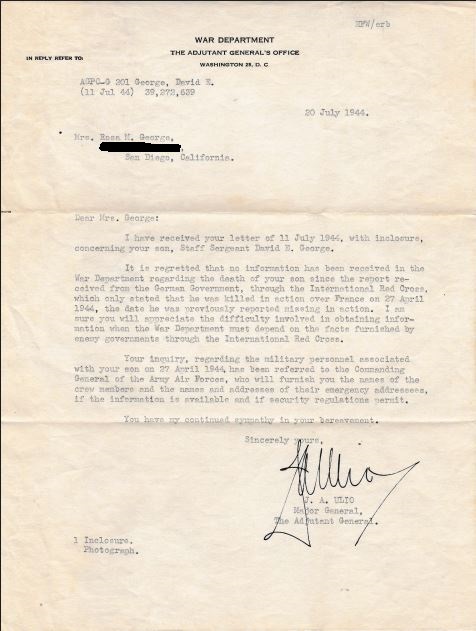 WAR DEPARTMENT
THE ADJUTANT GENERAL'S OFFICE
IN REPLY REFER TO:
WASHINGTON 25, D. C
AGPC-G 201 George, David E.
(11 Jul 44) 39,272,639
20 July 1944.
Mrs. Rosa M. George,
San Diego, California.
Dear Mrs. George:
I have received your letter of 11 July 1944, with inclosure,
concerning your son, Staff Sergeant David E. George.
It is regretted that no information has been received in the
War Department regarding the death of your son since the report re-
ceived from the German Government, through the International Red Cross,
which only stated that he was killed in action over France on 27 April
1944, the date he was previously reported missing in action. I am
sure you will appreciate the difficulty involved in obtaining infor-
mation when the War Department must depend on the facts furnished by
enemy governments through the International Red Cross.
Your inquiry, regarding the military personnel associated
with your son on 27 April 1944, has been referred to the Commanding
General of the Army Air Forces, who will furnish you the names of the
crew members and the names and addresses of their emergency addressees,
if the information is available and if security regulations permit.
You have my continued sympathy in your bereavement.
Sincerely yours,
J. A. ULIO
Major General,
The Adjutant General.
1 Inclosure.
Photograph.